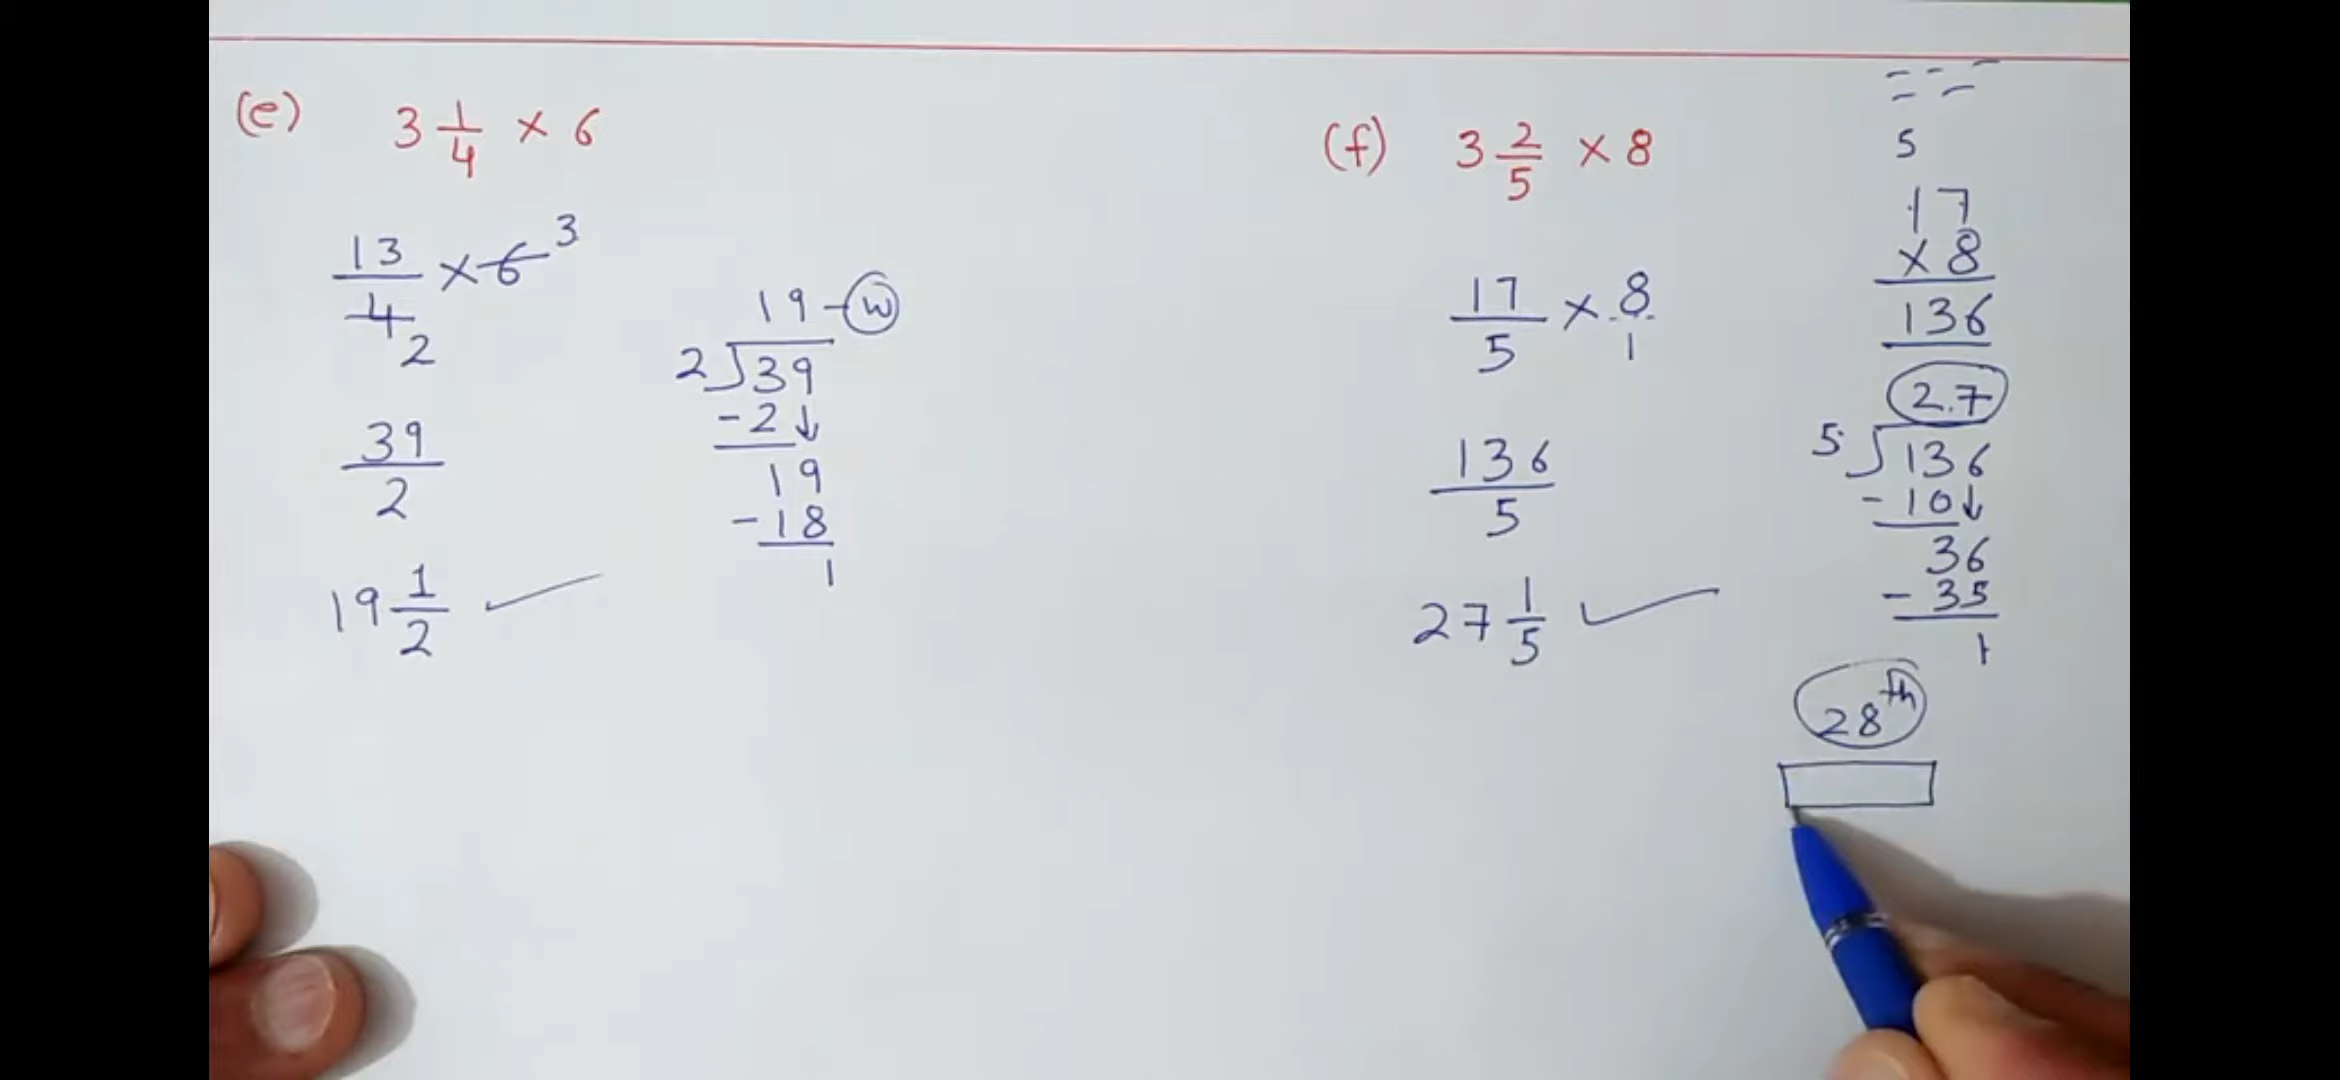 (e) 3 1/4 × 6
13/4 × 6 3
2
39/2
19 1/2
19 - w
2 39
- 2 ↓
19
- 18
1
(f) 3 2/5 × 8
17/5 × 8/1
136/5
27 1/5
5
17
× 8
136
2.7
5 136
- 10 ↓
36
- 35
1
28th